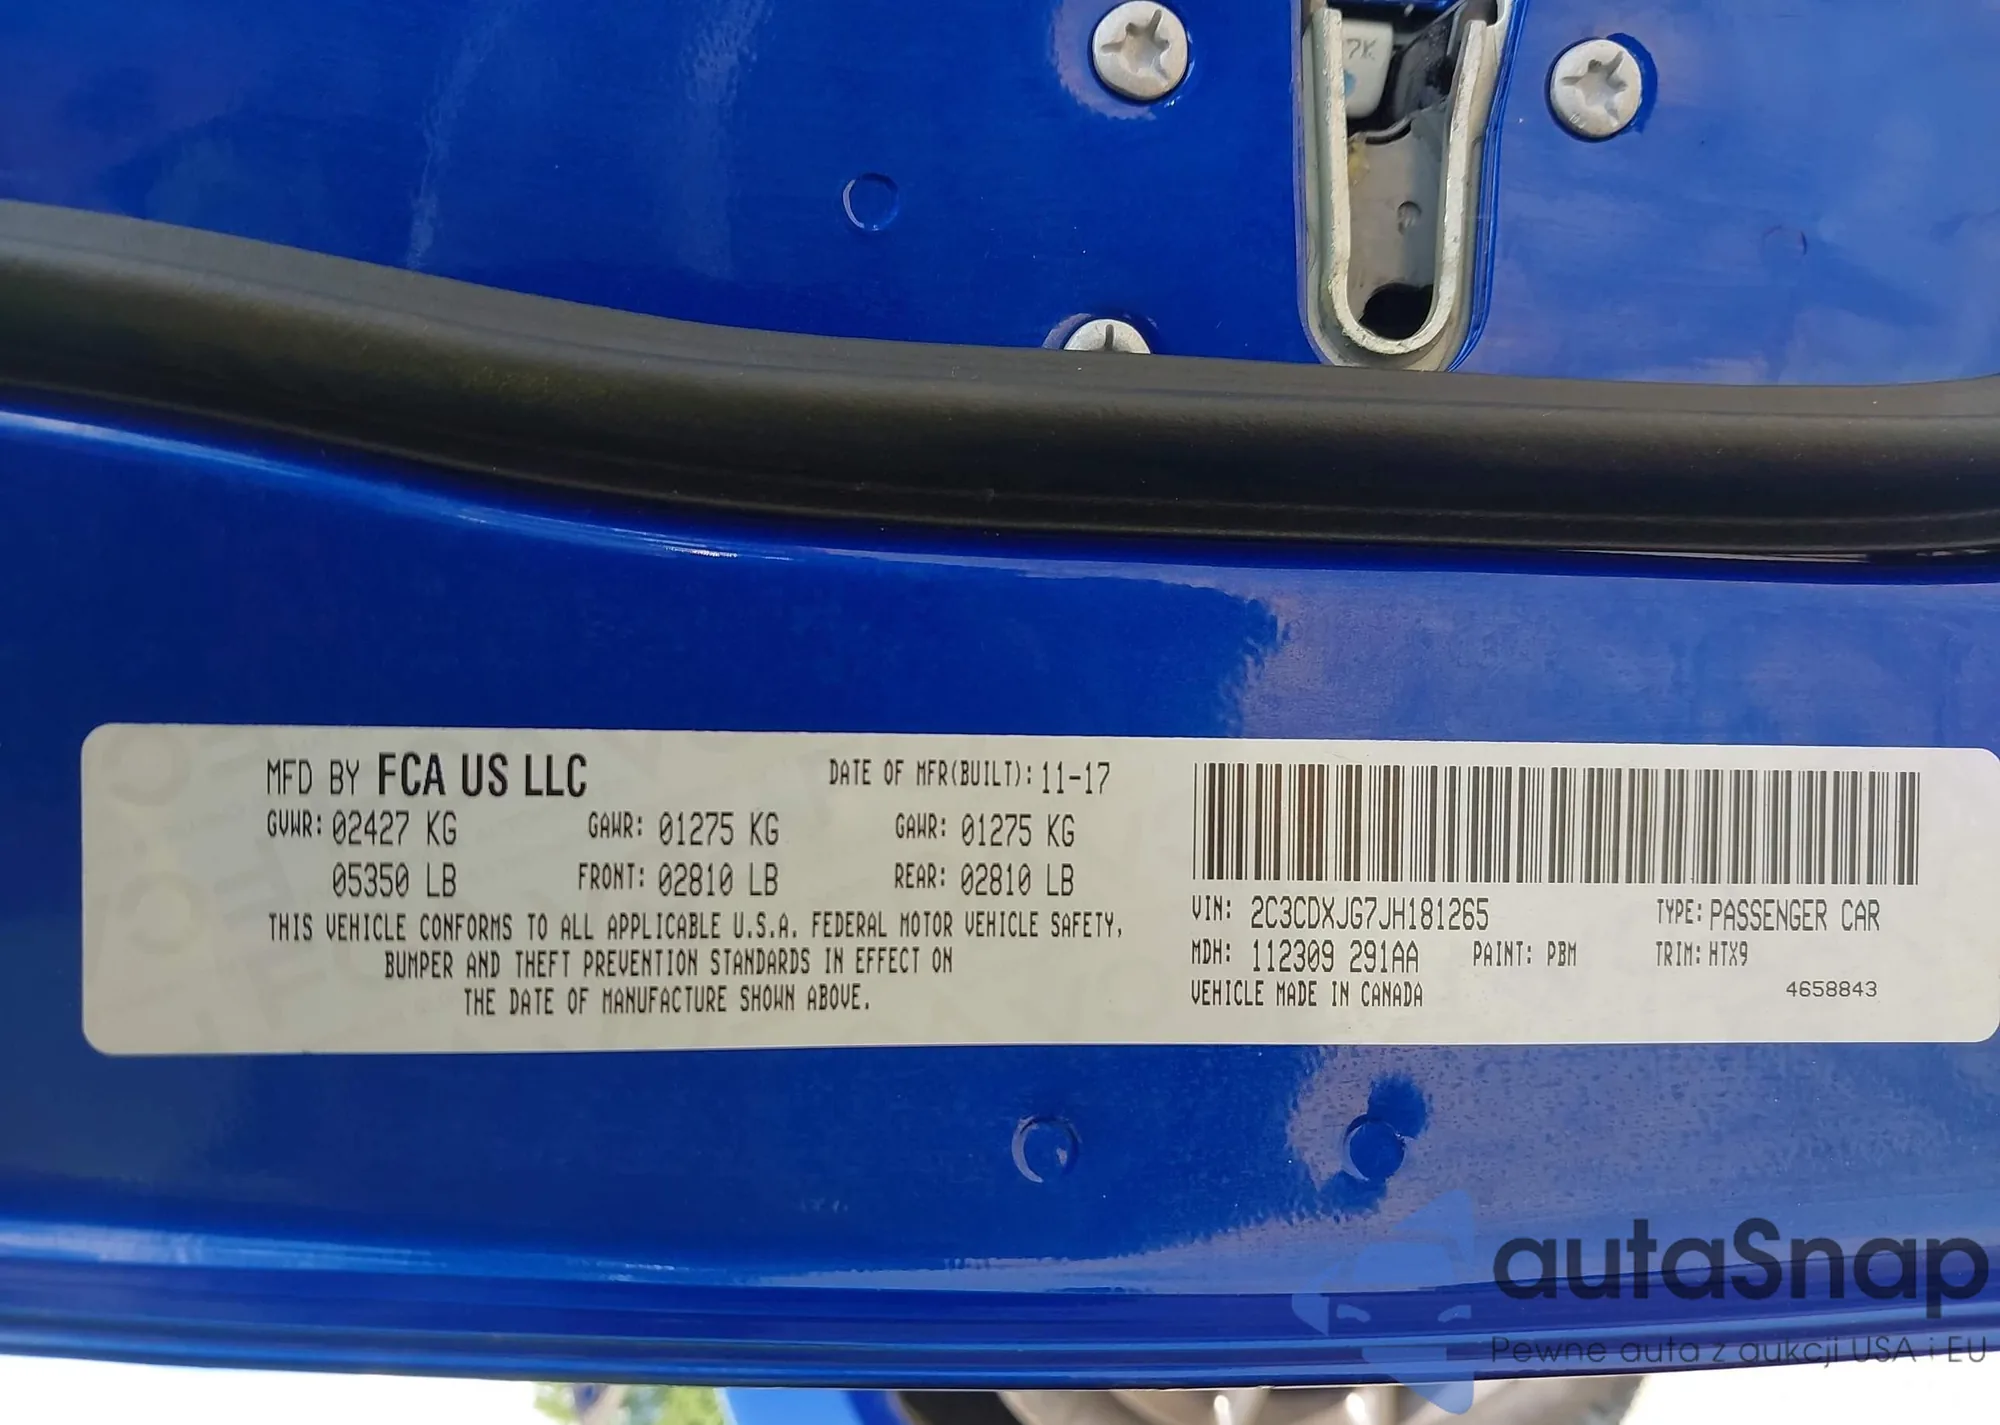 7K
MFD BY FCA US LLC DATE OF MFR(BUILT): 11-17
GVWR: 02427 KG GAWR: 01275 KG GAWR: 01275 KG
05350 LB FRONT: 02810 LB REAR: 02810 LB
THIS VEHICLE CONFORMS TO ALL APPLICABLE U.S.A. FEDERAL MOTOR VEHICLE SAFETY,
BUMPER AND THEFT PREVENTION STANDARDS IN EFFECT ON
THE DATE OF MANUFACTURE SHOWN ABOVE.
VIN: 2C3CDXJG7JH181265 TYPE: PASSENGER CAR
MDH: 112309 291AA PAINT: PBM TRIM: HTX9
VEHICLE MADE IN CANADA 4658843
autaSnap
Pewne auta z aukcji USA i EU